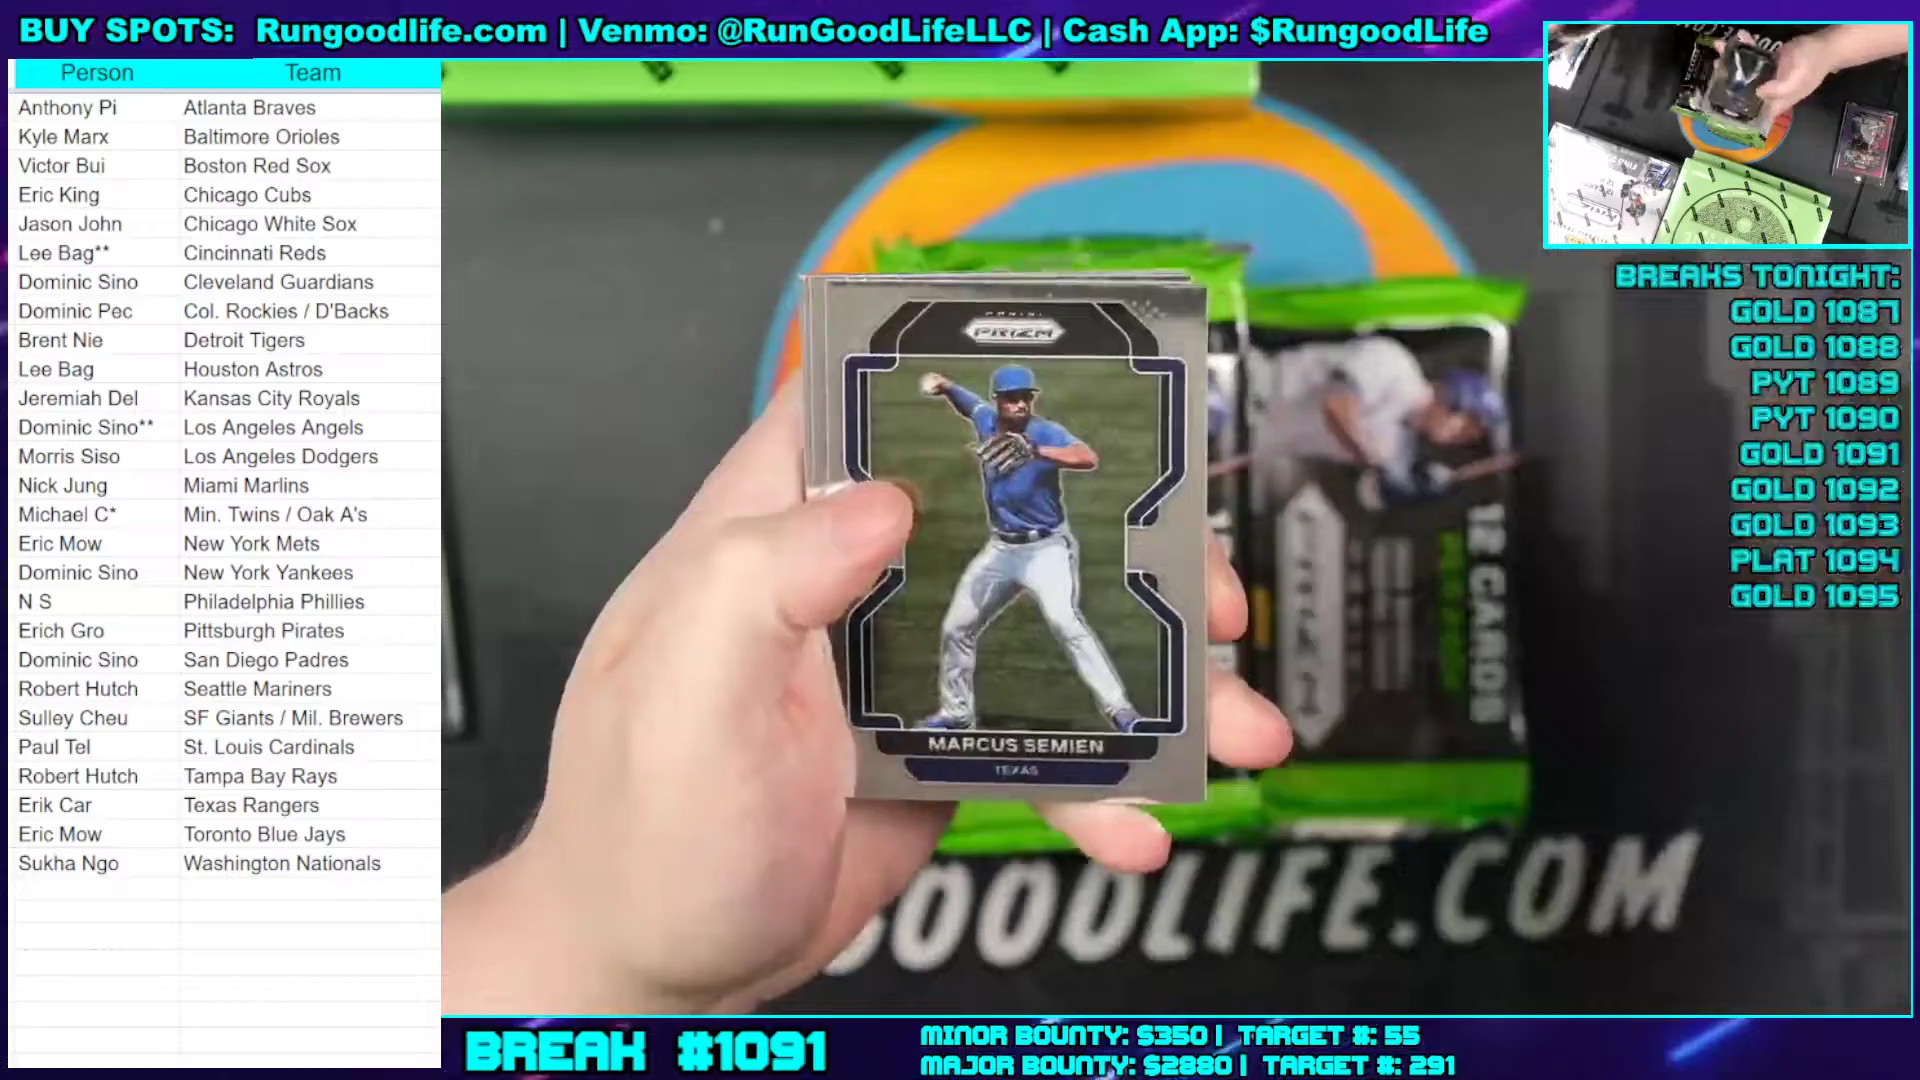 BUY SPOTS: Rungoodlife.com | Venmo: @RunGoodLifeLLC | Cash App: $RungoodLife
Person Team
Anthony Pi Atlanta Braves
Kyle Marx Baltimore Orioles
Victor Bui Boston Red Sox
Eric King Chicago Cubs
Jason John Chicago White Sox
Lee Bag** Cincinnati Reds
Dominic Sino Cleveland Guardians
Dominic Pec Col. Rockies / D'Backs
Brent Nie Detroit Tigers
Lee Bag Houston Astros
Jeremiah Del Kansas City Royals
Dominic Sino** Los Angeles Angels
Morris Siso Los Angeles Dodgers
Nick Jung Miami Marlins
Michael C* Min. Twins / Oak A's
Eric Mow New York Mets
Dominic Sino New York Yankees
N S Philadelphia Phillies
Erich Gro Pittsburgh Pirates
Dominic Sino San Diego Padres
Robert Hutch Seattle Mariners
Sulley Cheu SF Giants / Mil. Brewers
Paul Tel St. Louis Cardinals
Robert Hutch Tampa Bay Rays
Erik Car Texas Rangers
Eric Mow Toronto Blue Jays
Sukha Ngo Washington Nationals
PANINI
PRIZM
MARCUS SEMIEN
TEXAS
12 CARDS
PRIZM
OODLIFE.COM
BREAKS TONIGHT:
GOLD 1087
GOLD 1088
PYT 1089
PYT 1090
GOLD 1091
GOLD 1092
GOLD 1093
PLAT 1094
GOLD 1095
BREAK #1091
MINOR BOUNTY: $350 | TARGET #: 55
MAJOR BOUNTY: $2880 | TARGET #: 291